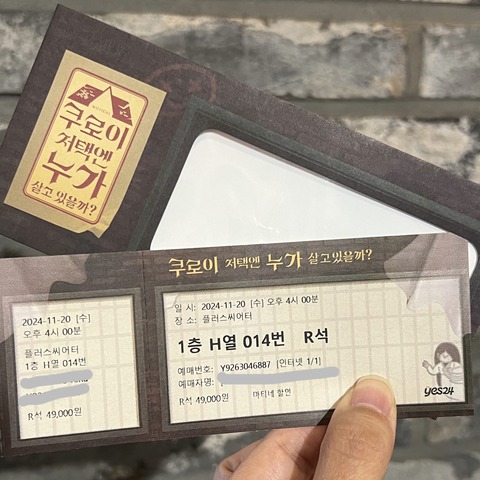 쿠로이
저택엔
누가
살고 있을까?
쿠로이 저택엔 누가 살고 있을까?
2024-11-20 [수]
오후 4시 00분
플러스씨어터
1층 H열 014번
R석 49,000원
일 시: 2024-11-20 [수] 오후 4시 00분
장 소: 플러스씨어터
1층 H열 014번 R석
예매번호: Y9263046887 [인터넷 1/1]
예매자명:
R석 49,000원 마티네 할인
yes24